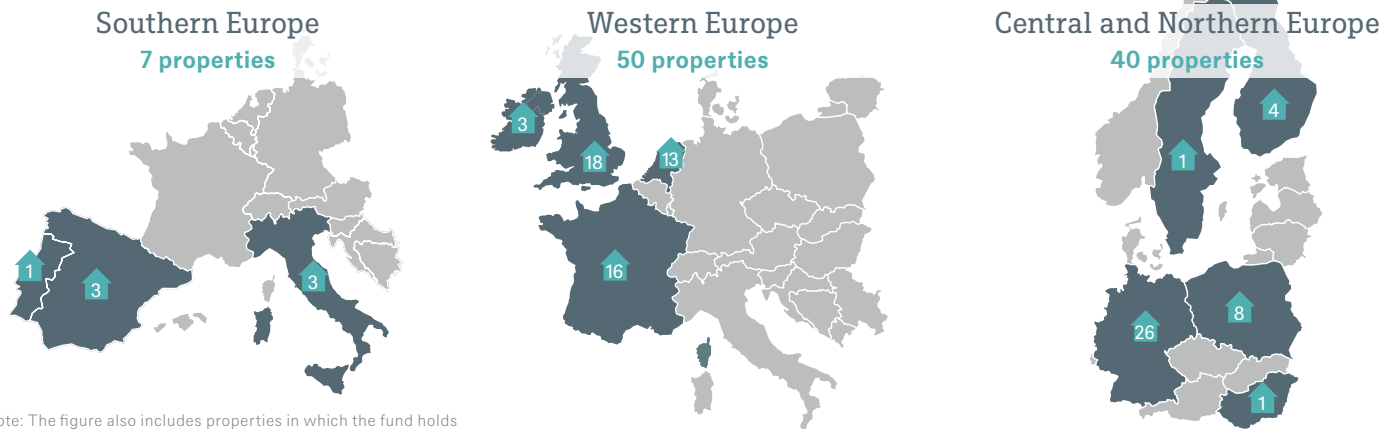 Southern Europe
7 properties
1
3
3
Western Europe
50 properties
3
18
13
16
Central and Northern Europe
40 properties
4
1
26
8
1
ote: The figure also includes properties in which the fund holds